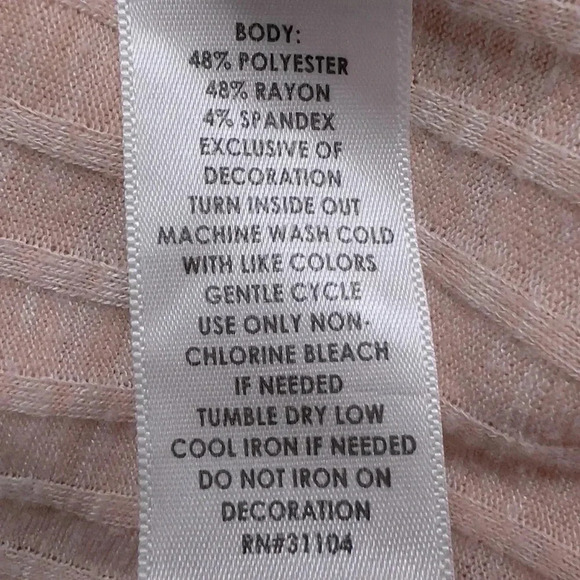 BODY:
48% POLYESTER
48% RAYON
4% SPANDEX
EXCLUSIVE OF
DECORATION
TURN INSIDE OUT
MACHINE WASH COLD
WITH LIKE COLORS
GENTLE CYCLE
USE ONLY NON-
CHLORINE BLEACH
IF NEEDED
TUMBLE DRY LOW
COOL IRON IF NEEDED
DO NOT IRON ON
DECORATION
RN#31104